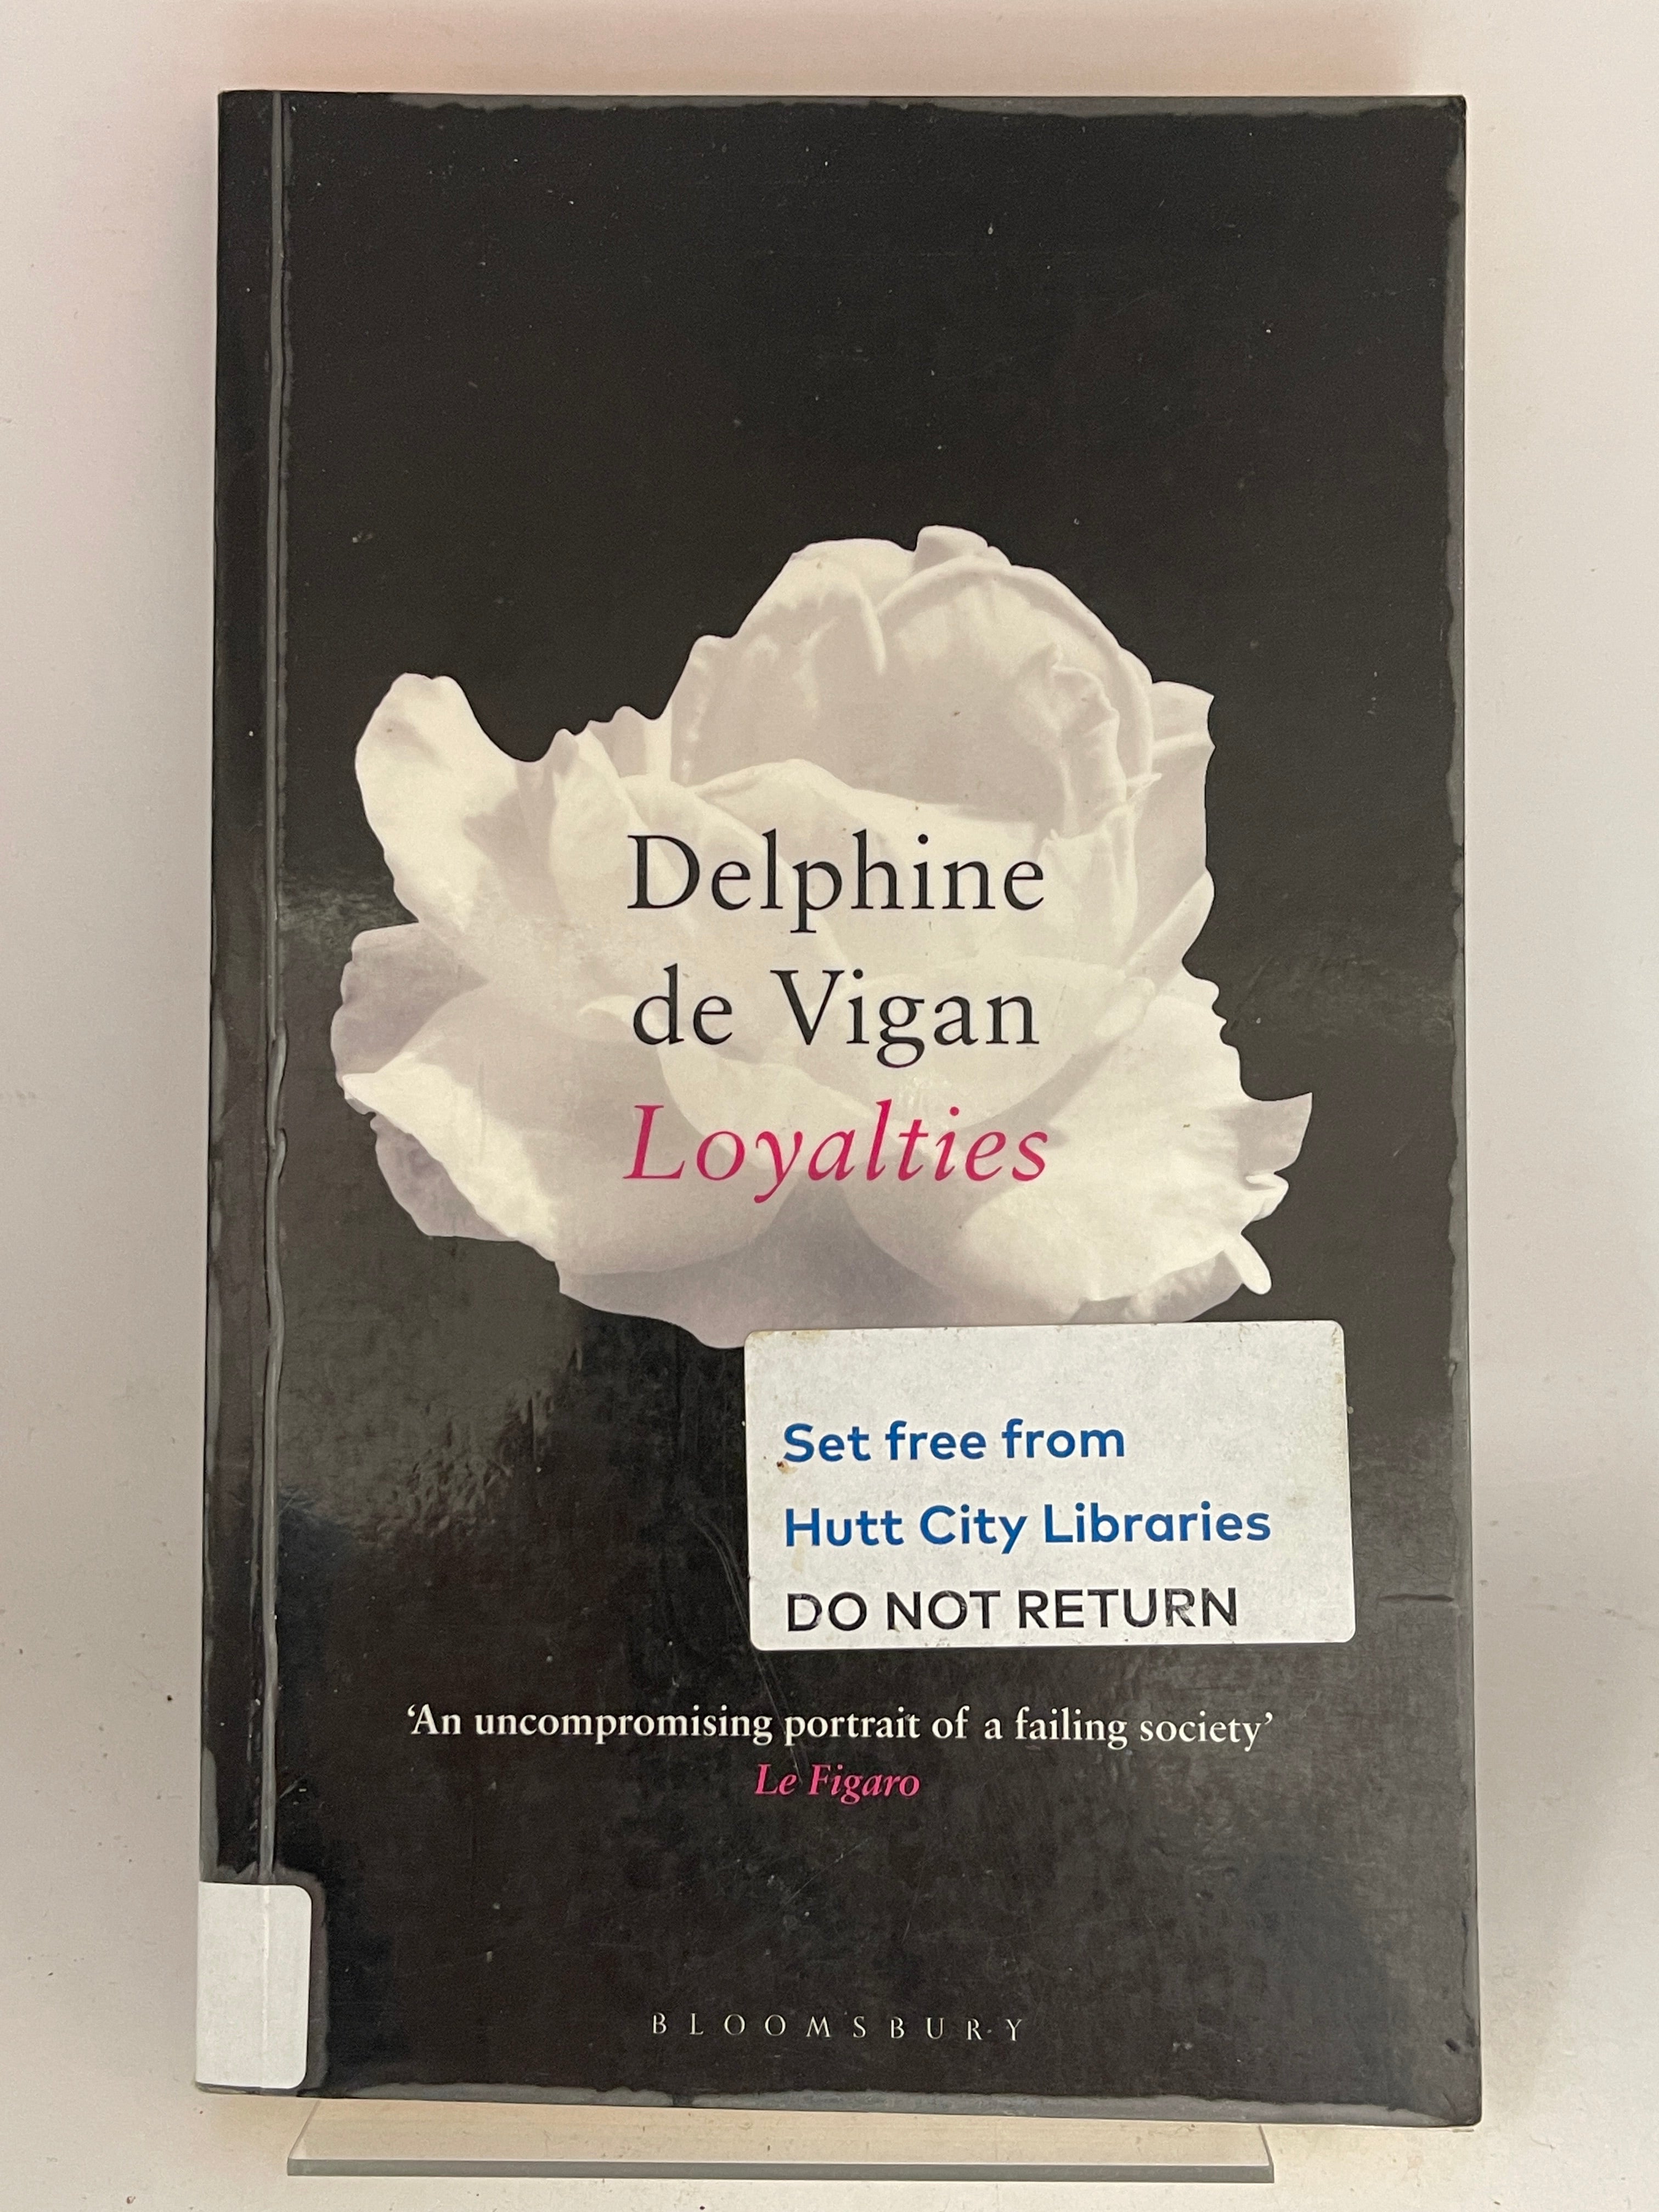 Delphine
de Vigan
Loyalties
Set free from
Hutt City Libraries
DO NOT RETURN
‘An uncompromising portrait of a failing society’
Le Figaro
BLOOMSBURY